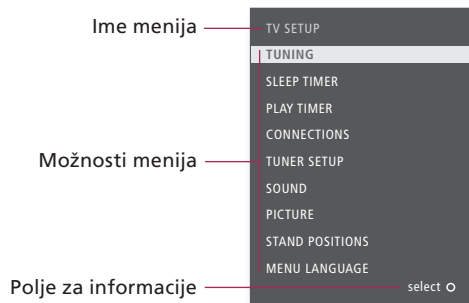 Ime menija
TV SETUP
TUNING
SLEEP TIMER
PLAY TIMER
CONNECTIONS
Možnosti menija
TUNER SETUP
SOUND
PICTURE
STAND POSITIONS
MENU LANGUAGE
Polje za informacije
select